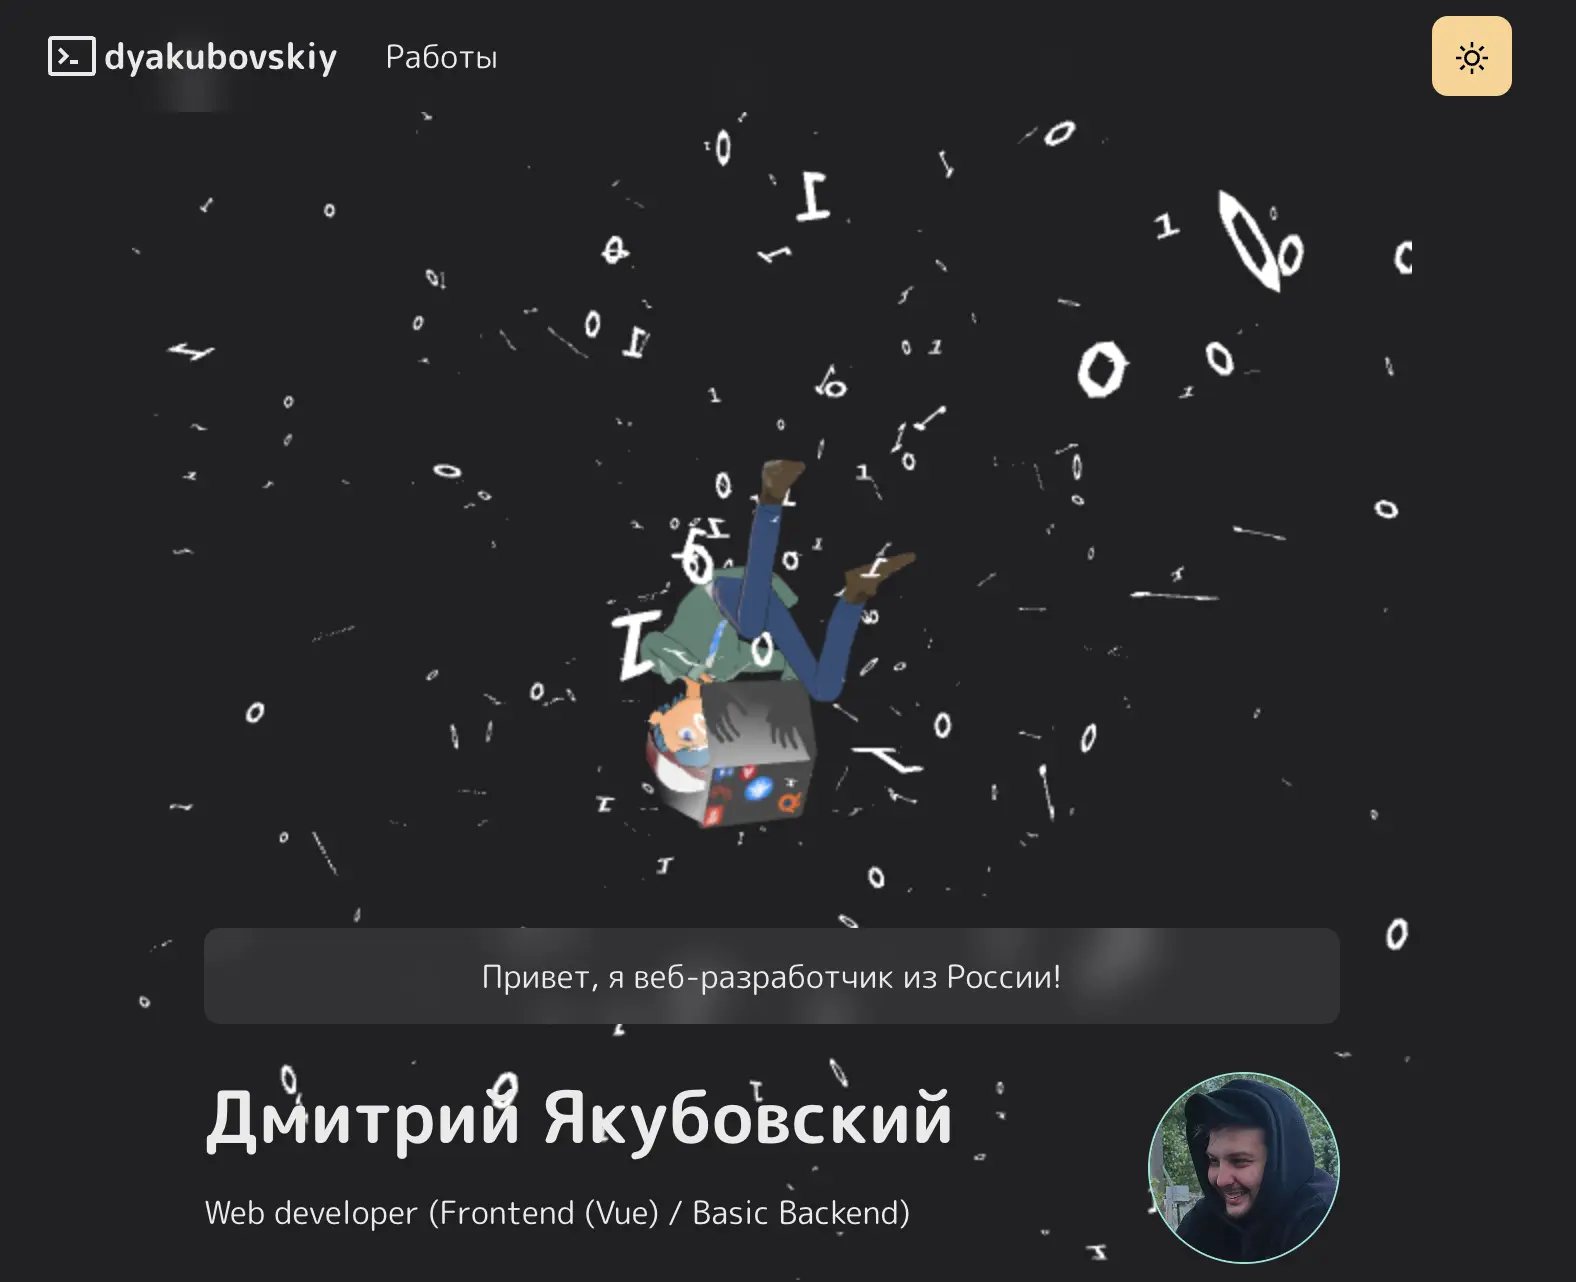 dyakubovskiy
Работы
Привет, я веб-разработчик из России!
Дмитрий Якубовский
Web developer (Frontend (Vue) / Basic Backend)